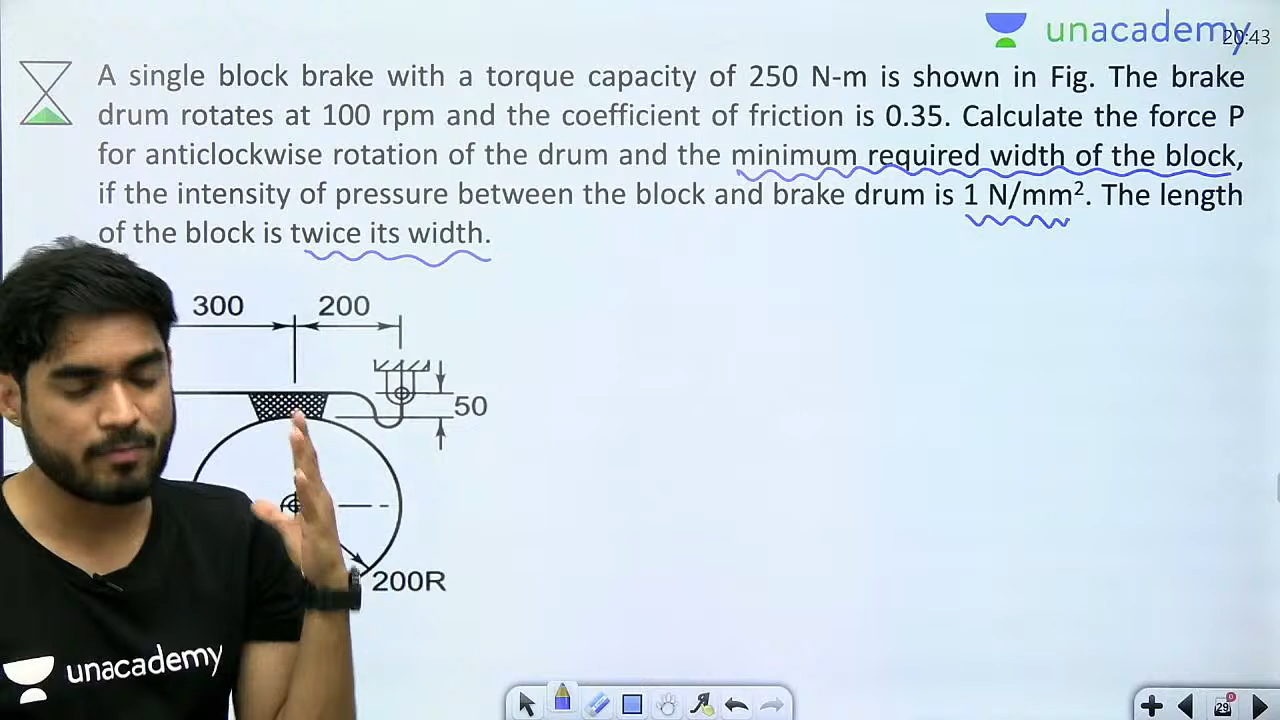 unacademy
20:43
A single block brake with a torque capacity of 250 N-m is shown in Fig. The brake
drum rotates at 100 rpm and the coefficient of friction is 0.35. Calculate the force P
for anticlockwise rotation of the drum and the minimum required width of the block,
if the intensity of pressure between the block and brake drum is 1 N/mm². The length
of the block is twice its width.
300
200
50
200R
unacademy
29
0